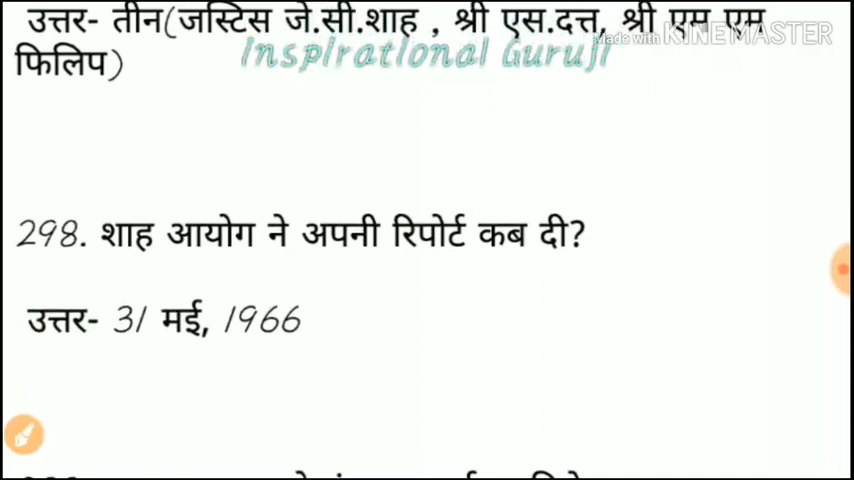 उत्तर- तीन(जस्टिस जे.सी.शाह , श्री एस.दत्त, श्री एम एम
Made with KINEMASTER
फिलिप)
Inspirational Guruji
298. शाह आयोग ने अपनी रिपोर्ट कब दी?
उत्तर- 31 मई, 1966